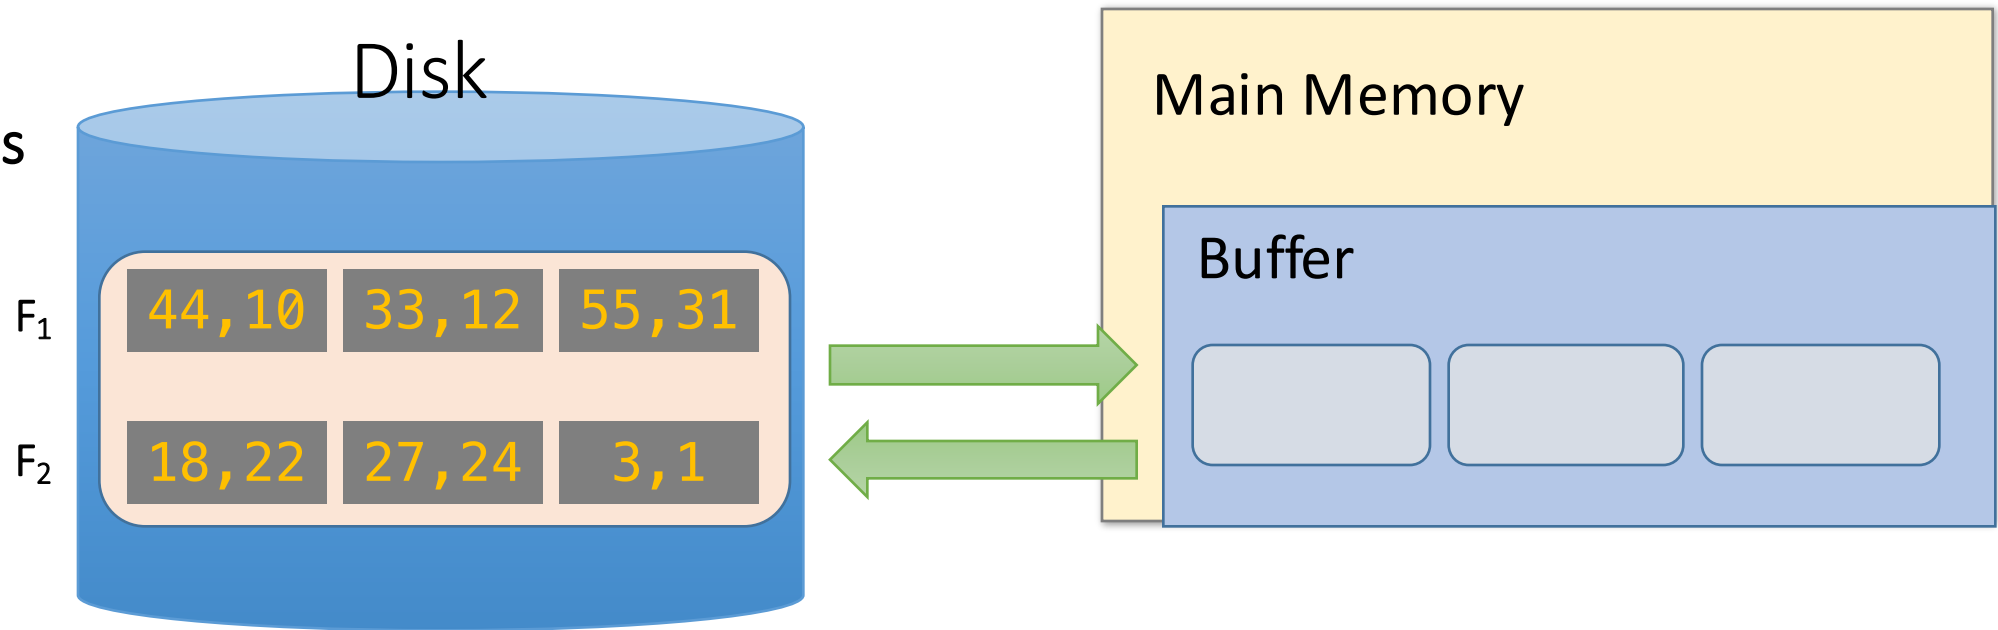 Disk
Main Memory
s
Buffer
F₁ 44,10 33,12 55,31
F₂ 18,22 27,24 3,1